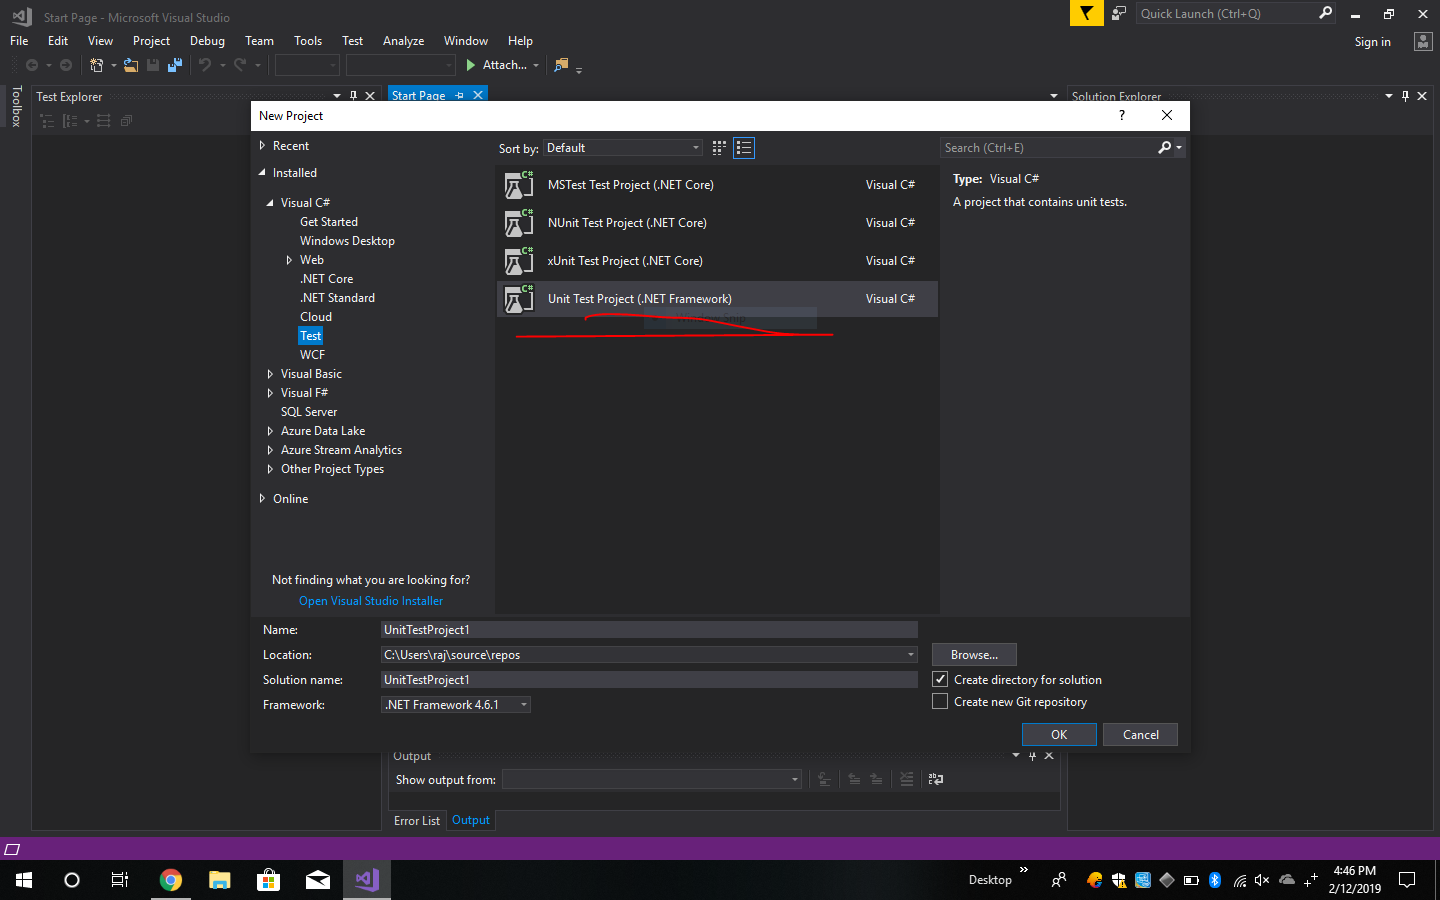 Start Page - Microsoft Visual Studio
Quick Launch (Ctrl+Q)
File Edit View Project Debug Team Tools Test Analyze Window Help
Sign in
Attach...
Toolbox
Test Explorer
Start Page
Solution Explorer
New Project
?
Recent
Installed
Visual C#
Get Started
Windows Desktop
Web
.NET Core
.NET Standard
Cloud
Test
WCF
Visual Basic
Visual F#
SQL Server
Azure Data Lake
Azure Stream Analytics
Other Project Types
Online
Not finding what you are looking for?
Open Visual Studio Installer
Sort by: Default
C# MSTest Test Project (.NET Core) Visual C#
C# NUnit Test Project (.NET Core) Visual C#
C# xUnit Test Project (.NET Core) Visual C#
C# Unit Test Project (.NET Framework) Visual C#
Search (Ctrl+E)
Type: Visual C#
A project that contains unit tests.
Name: UnitTestProject1
Location: C:\Users\raj\source\repos
Browse...
Solution name: UnitTestProject1
Create directory for solution
Framework: .NET Framework 4.6.1
Create new Git repository
OK Cancel
Output
Show output from:
Error List Output
Desktop
4:46 PM
2/12/2019